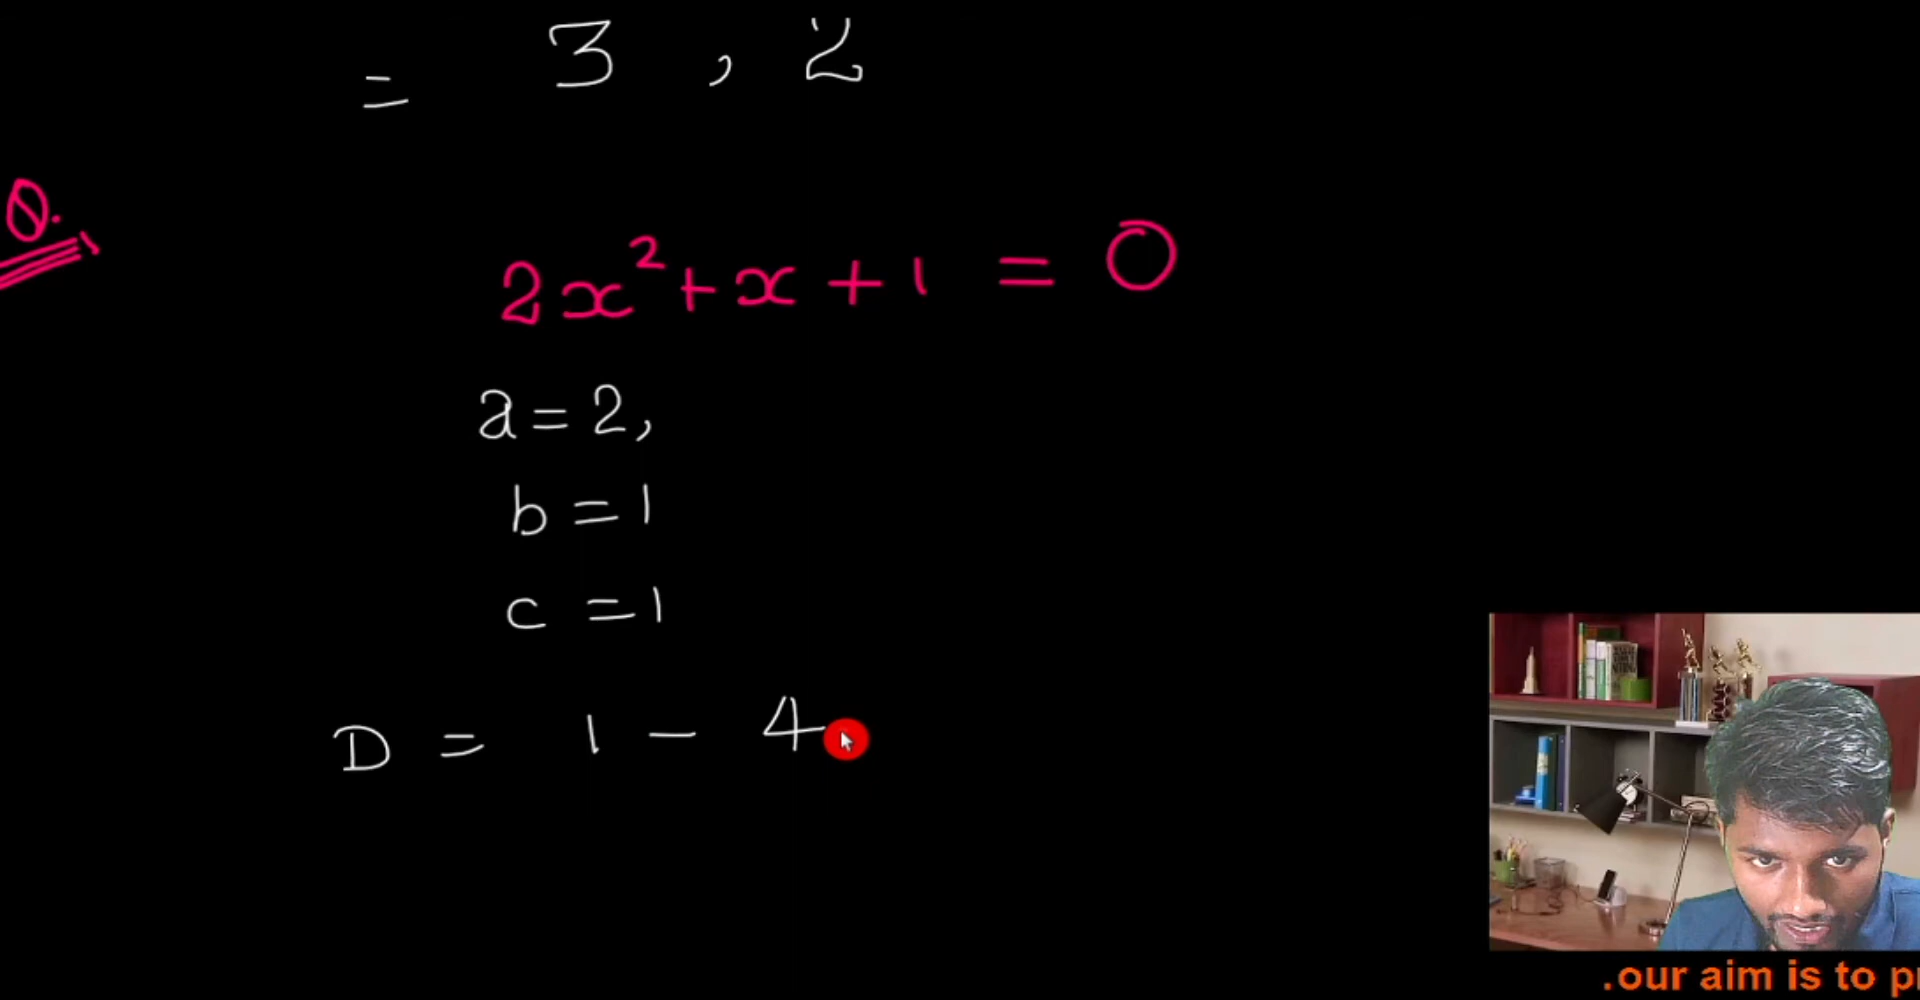 = 3 , 2
Q.
2x² + x + 1 = 0
a = 2,
b = 1
c = 1
D = 1 - 4
.our aim is to p